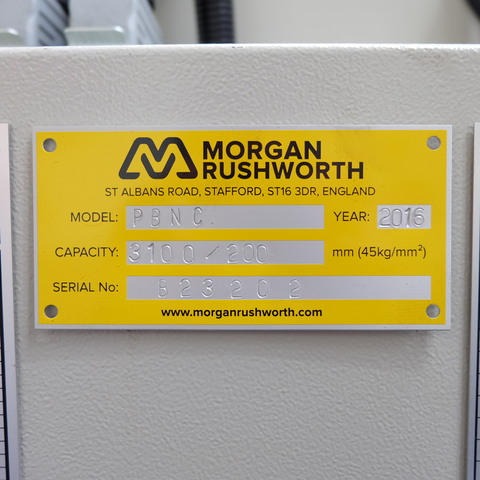 MORGAN
RUSHWORTH
ST ALBANS ROAD, STAFFORD, ST16 3DR, ENGLAND
MODEL: PBNC. YEAR: 2016
CAPACITY: 3100/200 mm (45kg/mm²)
SERIAL No: 823202
www.morganrushworth.com